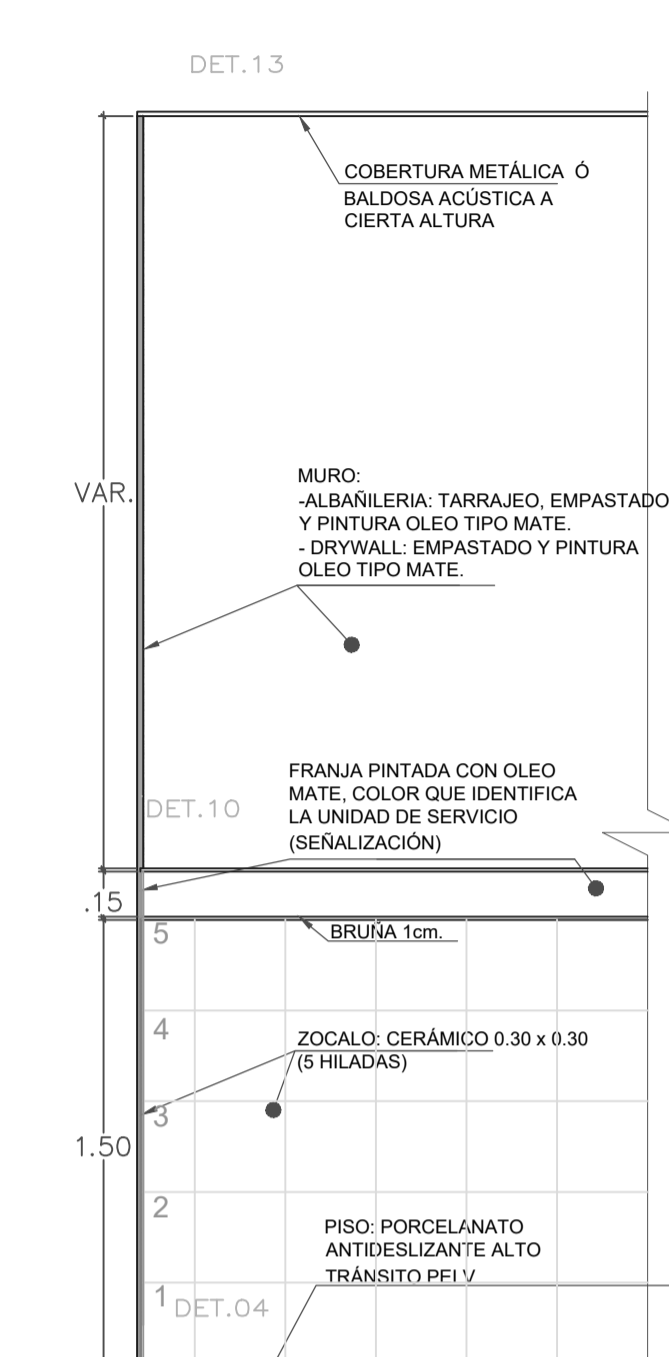 DET.13
COBERTURA METÁLICA Ó
BALDOSA ACÚSTICA A
CIERTA ALTURA
VAR.
MURO:
-ALBAÑILERIA: TARRAJEO, EMPASTADO
Y PINTURA OLEO TIPO MATE.
- DRYWALL: EMPASTADO Y PINTURA
OLEO TIPO MATE.
FRANJA PINTADA CON OLEO
MATE, COLOR QUE IDENTIFICA
LA UNIDAD DE SERVICIO
(SEÑALIZACIÓN)
DET.10
.15
BRUÑA 1cm.
5
4
ZOCALO: CERÁMICO 0.30 x 0.30
(5 HILADAS)
3
1.50
2
PISO: PORCELANATO
ANTIDESLIZANTE ALTO
TRÁNSITO
1
DET.04